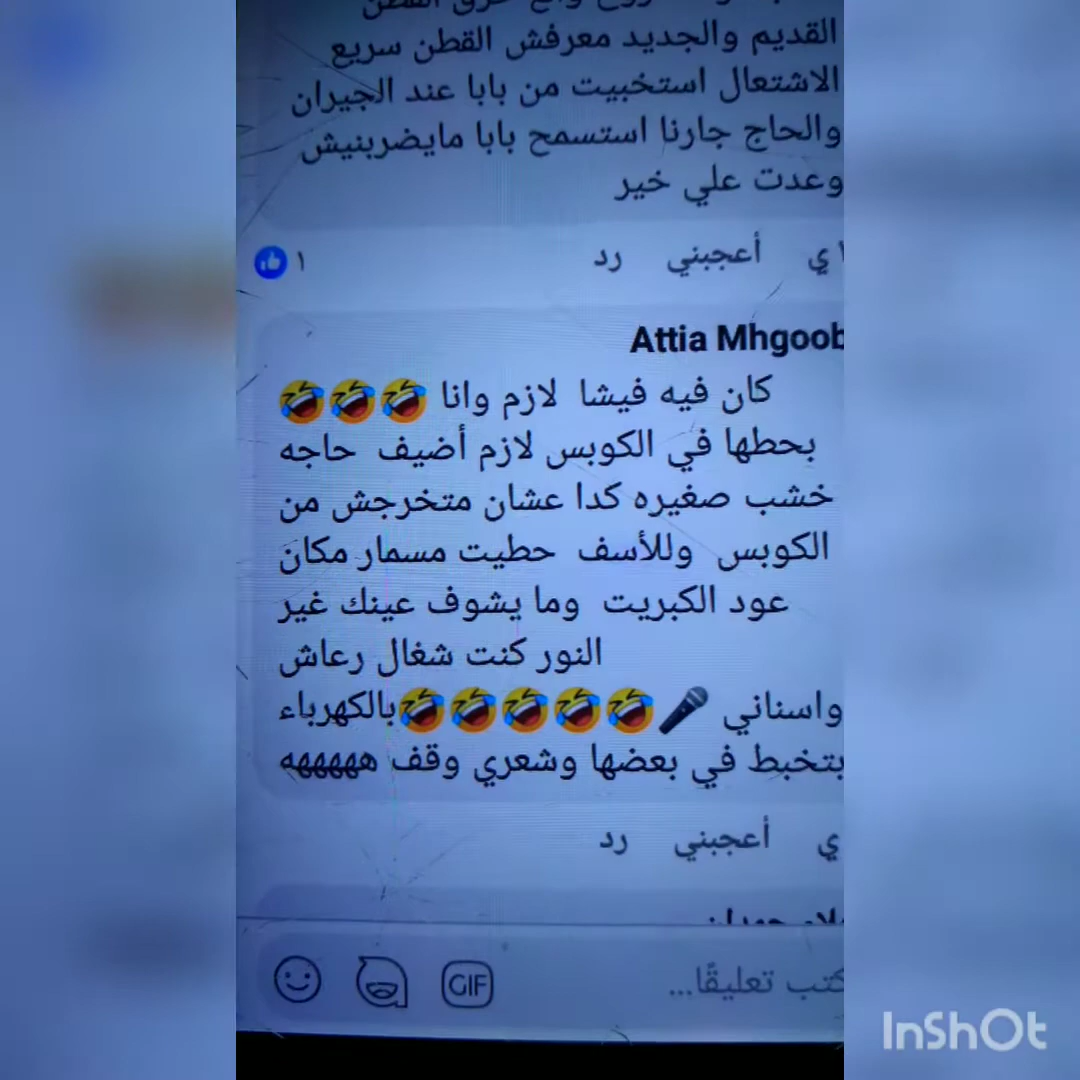 القديم والجديد معرفش القطن سريع
الاشتعال استخبيت من بابا عند الجيران
والحاج جارنا استسمح بابا مايضربنيش
وعدت علي خير
ي أعجبني رد
١
Attia Mhgoob
كان فيه فيشا لازم وانا 🤣🤣🤣
بحطها في الكوبس لازم أضيف حاجه
خشب صغيره كدا عشان متخرجش من
الكوبس وللأسف حطيت مسمار مكان
عود الكبريت وما يشوف عينك غير
النور كنت شغال رعاش
واسناني 🎤🤣🤣🤣🤣🤣بالكهرباء
بتخبط في بعضها وشعري وقف هههههه
ي أعجبني رد
كتب تعليقًا...
GIF
InShOt